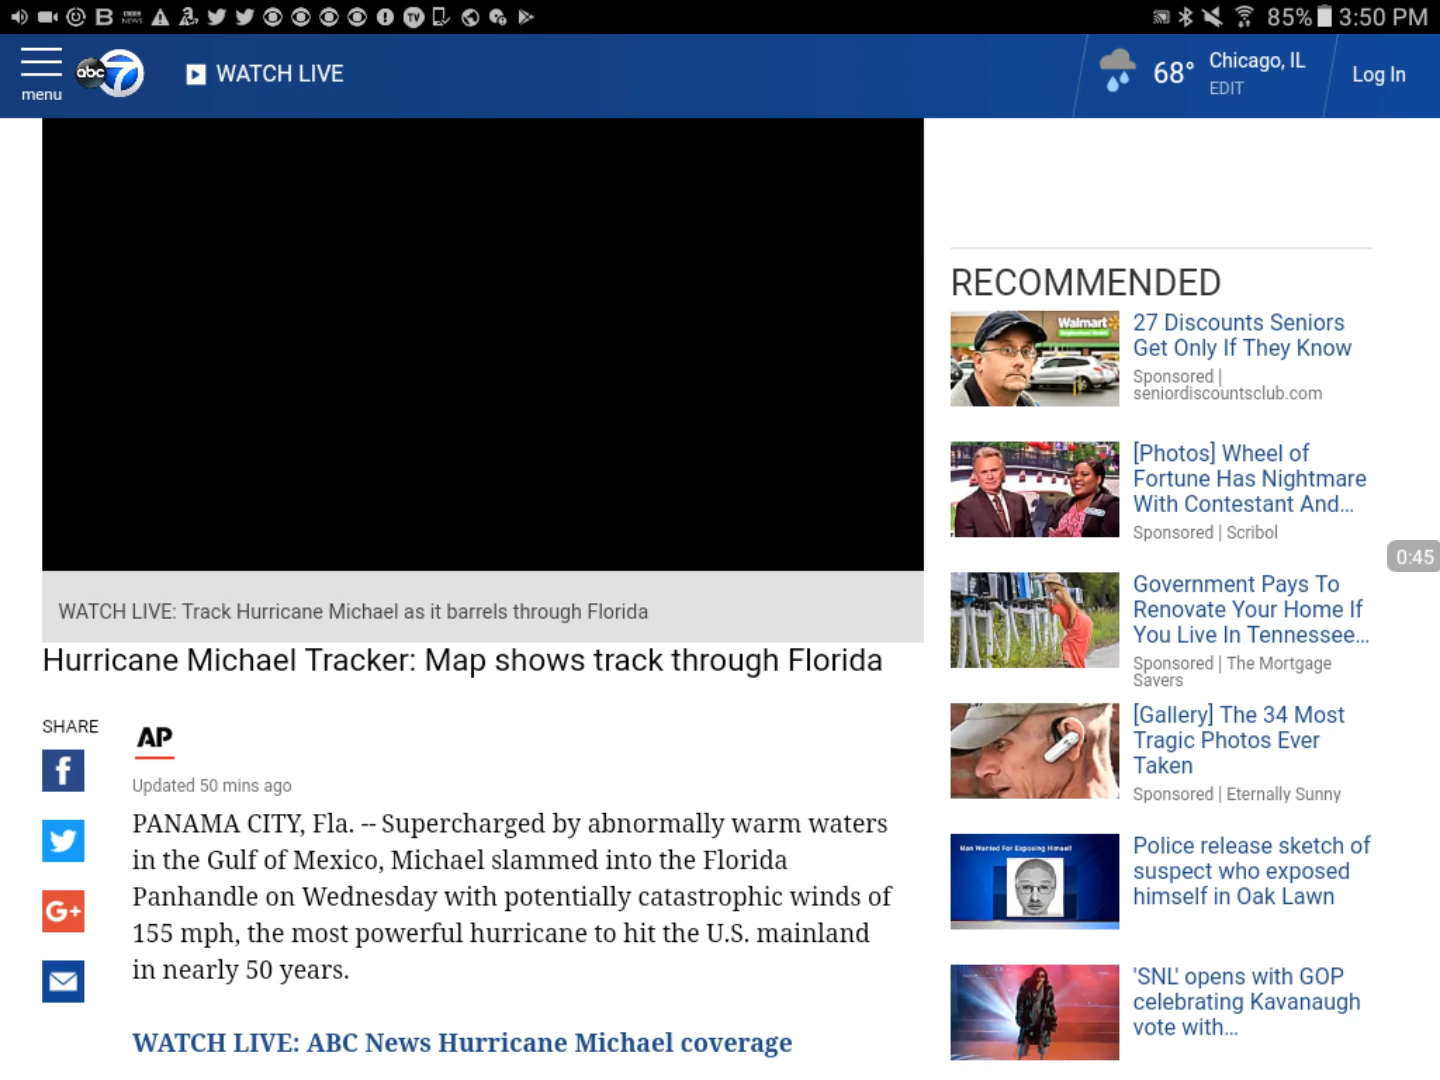 B
BBC
NEWS
TV
85%
3:50 PM
menu
abc 7
WATCH LIVE
68°
Chicago, IL
EDIT
Log In
WATCH LIVE: Track Hurricane Michael as it barrels through Florida
Hurricane Michael Tracker: Map shows track through Florida
SHARE
f
G+
AP
Updated 50 mins ago
PANAMA CITY, Fla. -- Supercharged by abnormally warm waters
in the Gulf of Mexico, Michael slammed into the Florida
Panhandle on Wednesday with potentially catastrophic winds of
155 mph, the most powerful hurricane to hit the U.S. mainland
in nearly 50 years.
WATCH LIVE: ABC News Hurricane Michael coverage
RECOMMENDED
Walmart
27 Discounts Seniors
Get Only If They Know
Sponsored |
seniordiscountsclub.com
[Photos] Wheel of
Fortune Has Nightmare
With Contestant And...
Sponsored | Scribol
0:45
Government Pays To
Renovate Your Home If
You Live In Tennessee...
Sponsored | The Mortgage
Savers
[Gallery] The 34 Most
Tragic Photos Ever
Taken
Sponsored | Eternally Sunny
Man Wanted For Exposing Himself
Police release sketch of
suspect who exposed
himself in Oak Lawn
'SNL' opens with GOP
celebrating Kavanaugh
vote with...